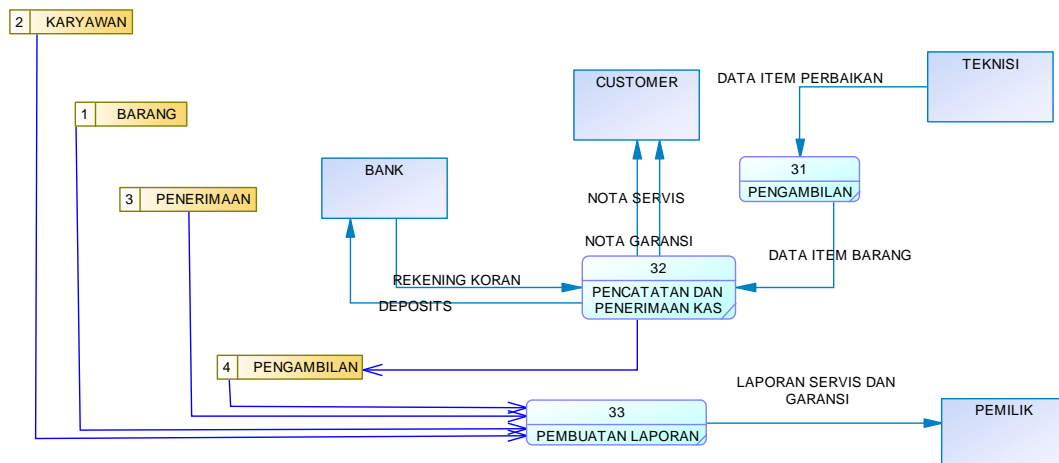 2 KARYAWAN
TEKNISI
DATA ITEM PERBAIKAN
CUSTOMER
1 BARANG
31
BANK
PENGAMBILAN
3 PENERIMAAN
NOTA SERVIS
NOTA GARANSI
DATA ITEM BARANG
32
REKENING KORAN
PENCATATAN DAN
PENERIMAAN KAS
DEPOSITS
4 PENGAMBILAN
LAPORAN SERVIS DAN
GARANSI
33
PEMILIK
PEMBUATAN LAPORAN